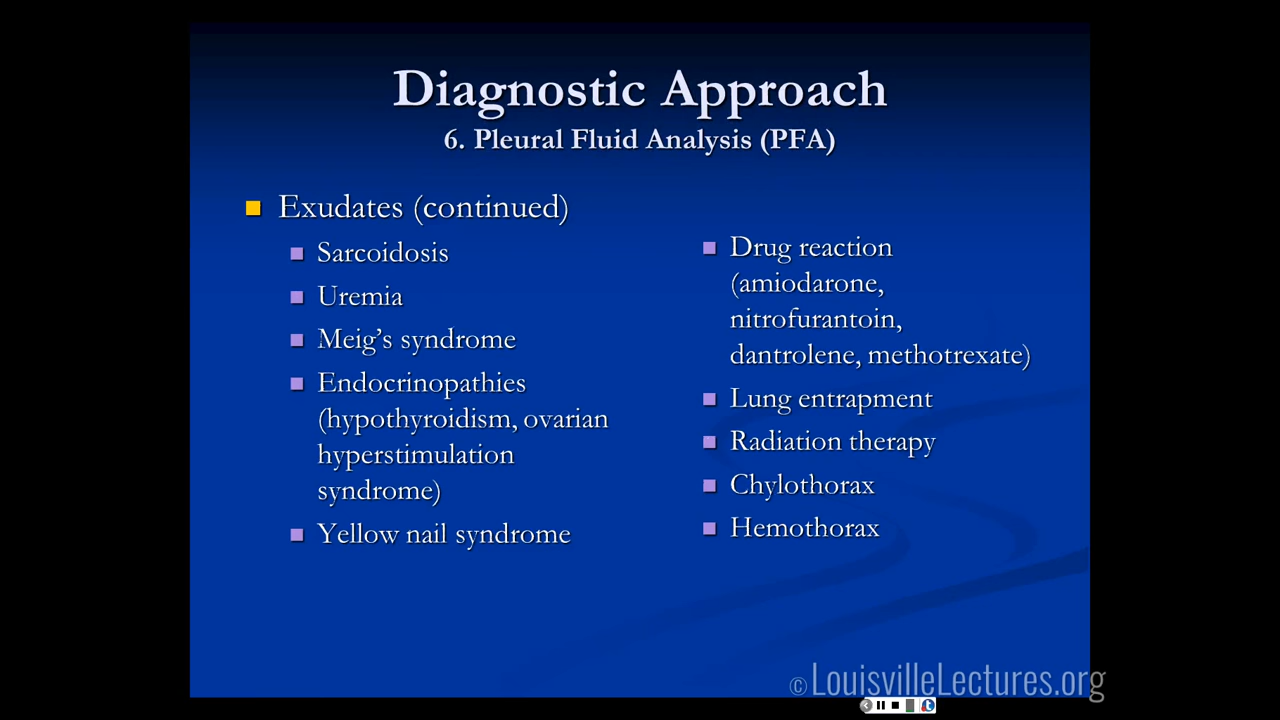 Diagnostic Approach
6. Pleural Fluid Analysis (PFA)
Exudates (continued)
Sarcoidosis
Uremia
Meig's syndrome
Endocrinopathies
(hypothyroidism, ovarian
hyperstimulation
syndrome)
Yellow nail syndrome
Drug reaction
(amiodarone,
nitrofurantoin,
dantrolene, methotrexate)
Lung entrapment
Radiation therapy
Chylothorax
Hemothorax
© LouisvilleLectures.org